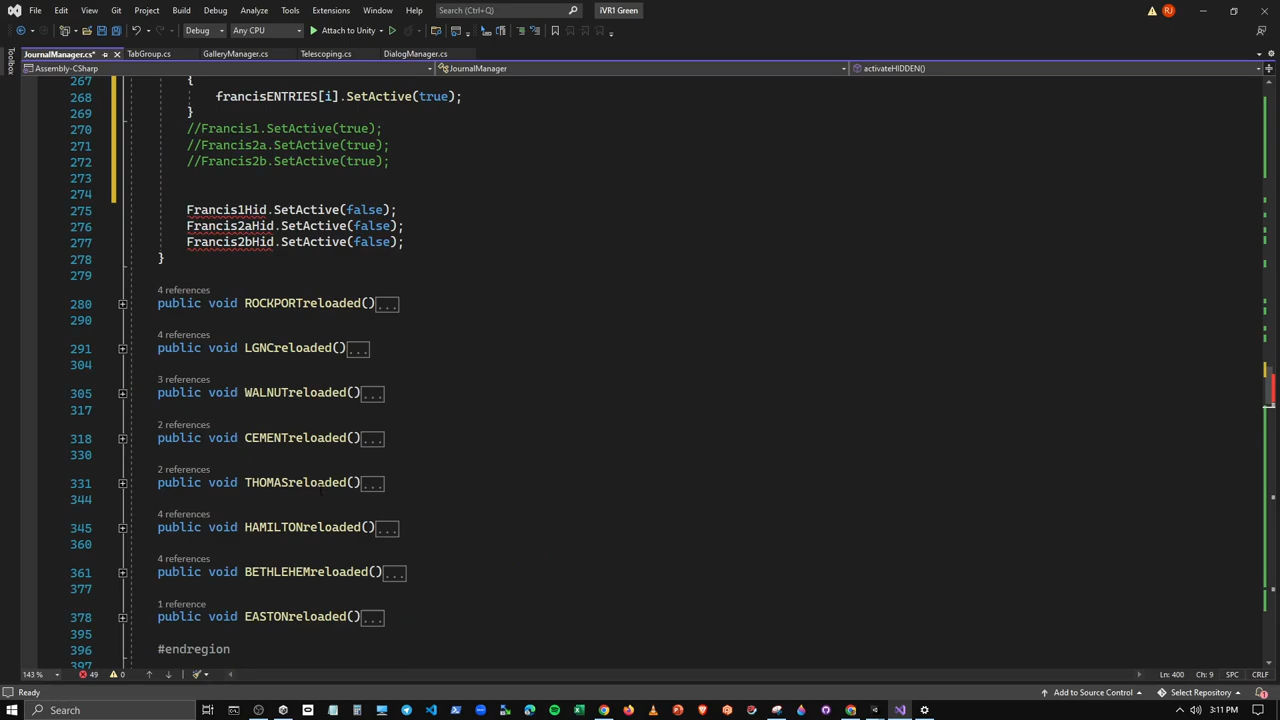 File Edit View Git Project Build Debug Analyze Tools Extensions Window Help Search (Ctrl+Q) iVR1 Green RJ
Debug Any CPU Attach to Unity
JournalManager.cs* TabGroup.cs GalleryManager.cs Telescoping.cs DialogManager.cs
Assembly-CSharp JournalManager activateHIDDEN()
Toolbox
267 {
268 francisENTRIES[i].SetActive(true);
269 }
270 //Francis1.SetActive(true);
271 //Francis2a.SetActive(true);
272 //Francis2b.SetActive(true);
273
274
275 Francis1Hid.SetActive(false);
276 Francis2aHid.SetActive(false);
277 Francis2bHid.SetActive(false);
278 }
279
4 references
280 public void ROCKPORTreloaded()...
290
4 references
291 public void LGNCreloaded()...
304
3 references
305 public void WALNUTreloaded()...
317
2 references
318 public void CEMENTreloaded()...
330
2 references
331 public void THOMASreloaded()...
344
4 references
345 public void HAMILTONreloaded()...
360
4 references
361 public void BETHLEHEMreloaded()...
377
1 reference
378 public void EASTONreloaded()...
395
396 #endregion
397
143 % 49 0 Ln: 400 Ch: 9 SPC CRLF
Ready Add to Source Control Select Repository
Search 3:11 PM